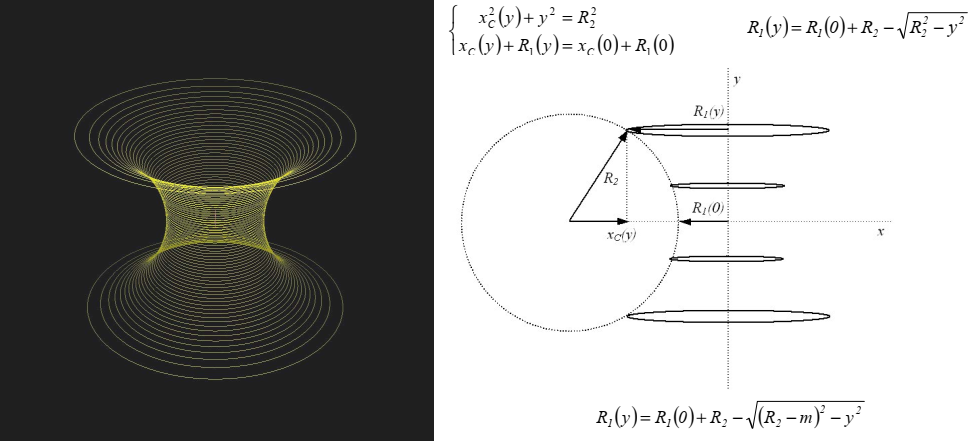 x_C^2(y) + y^2 = R_2^2
x_C(y) + R_1(y) = x_C(0) + R_1(0)
R_1(y) = R_1(0) + R_2 − √(R_2^2 − y^2)
y
R_1(y)
R_2
R_1(0)
x_C(y)
x
R_1(y) = R_1(0) + R_2 − √((R_2 − m)^2 − y^2)